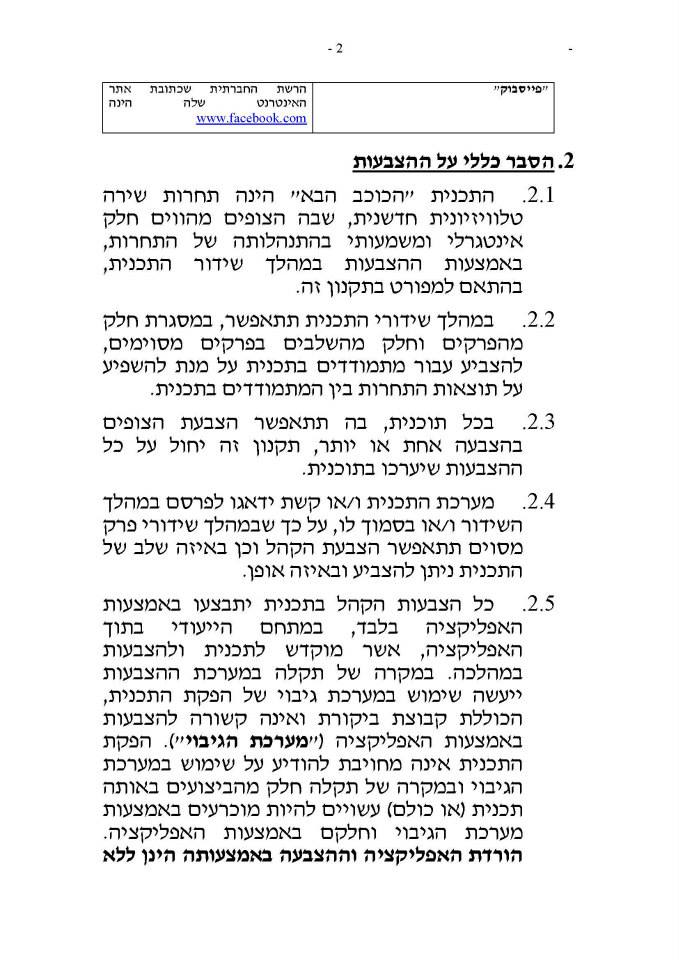 - 2 -
"פייסבוק"
הרשת החברתית שכתובת אתר
האינטרנט שלה הינה
www.facebook.com
2. הסבר כללי על ההצבעות
2.1. התכנית "הכוכב הבא" הינה תחרות שירה
טלוויזיונית חדשנית, שבה הצופים מהווים חלק
אינטגרלי ומשמעותי בהתנהלותה של התחרות,
באמצעות ההצבעות במהלך שידור התכנית,
בהתאם למפורט בתקנון זה.
2.2. במהלך שידורי התכנית תתאפשר, במסגרת חלק
מהפרקים וחלק מהשלבים בפרקים מסוימים,
להצביע עבור מתמודדים בתכנית על מנת להשפיע
על תוצאות התחרות בין המתמודדים בתכנית.
2.3. בכל תוכנית, בה תתאפשר הצבעת הצופים
בהצבעה אחת או יותר, תקנון זה יחול על כל
ההצבעות שיערכו בתוכנית.
2.4. מערכת התכנית ו/או קשת ידאגו לפרסם במהלך
השידור ו/או בסמוך לו, על כך שבמהלך שידורי פרק
מסוים תתאפשר הצבעת הקהל וכן באיזה שלב של
התכנית ניתן להצביע ובאיזה אופן.
2.5. כל הצבעות הקהל בתכנית יתבצעו באמצעות
האפליקציה בלבד, במתחם הייעודי בתוך
האפליקציה, אשר מוקדש לתכנית ולהצבעות
במהלכה. במקרה של תקלה במערכת ההצבעות
ייעשה שימוש במערכת גיבוי של הפקת התכנית,
הכוללת קבוצת ביקורת ואינה קשורה להצבעות
באמצעות האפליקציה ("מערכת הגיבוי"). הפקת
התכנית אינה מחויבת להודיע על שימוש במערכת
הגיבוי ובמקרה של תקלה חלק מהביצועים באותה
תכנית (או כולם) עשויים להיות מוכרעים באמצעות
מערכת הגיבוי וחלקם באמצעות האפליקציה.
הורדת האפליקציה וההצבעה באמצעותה הינן ללא